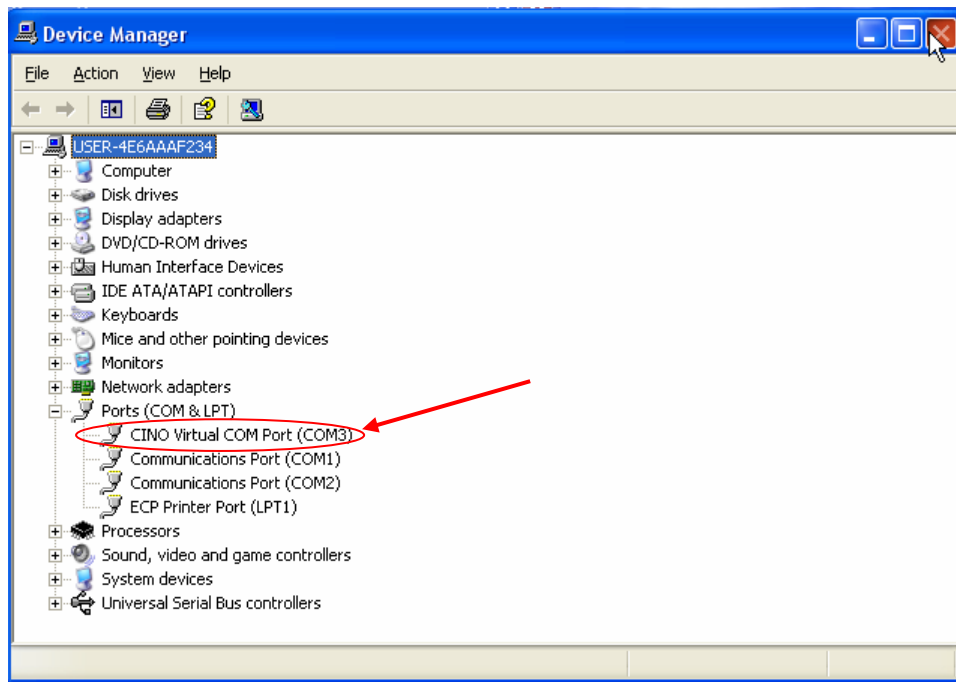 Device Manager
File Action View Help
USER-4E6AAAF234
Computer
Disk drives
Display adapters
DVD/CD-ROM drives
Human Interface Devices
IDE ATA/ATAPI controllers
Keyboards
Mice and other pointing devices
Monitors
Network adapters
Ports (COM & LPT)
CINO Virtual COM Port (COM3)
Communications Port (COM1)
Communications Port (COM2)
ECP Printer Port (LPT1)
Processors
Sound, video and game controllers
System devices
Universal Serial Bus controllers